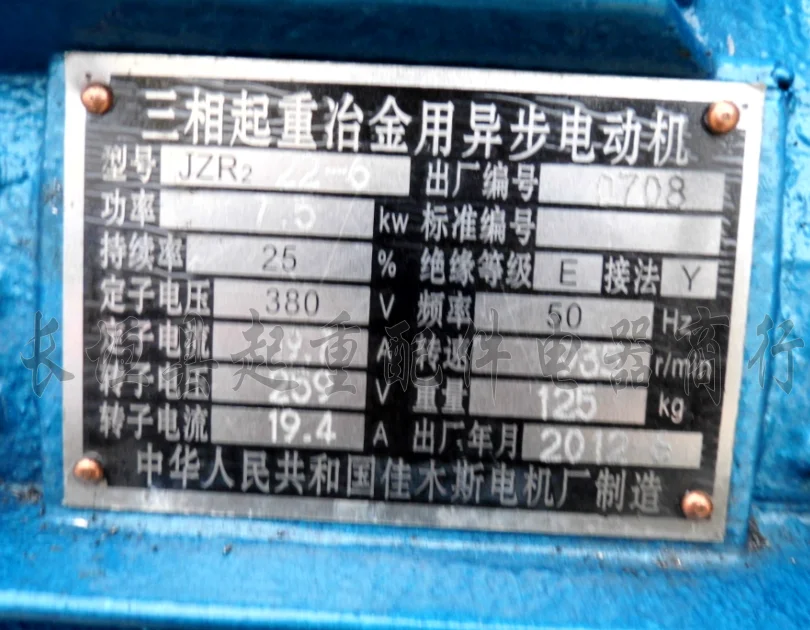 三相起重冶金用异步电动机
型号 JZR₂ 22-6 出厂编号 0708
功率 7.5 kw 标准编号
持续率 25 % 绝缘等级 E 接法 Y
定子电压 380 V 频率 50 Hz
定子电流 A 转速 r/min
转子电压 259 V 重量 125 kg
转子电流 19.4 A 出厂年月 2012
中华人民共和国佳木斯电机厂制造
起重配件电器商行